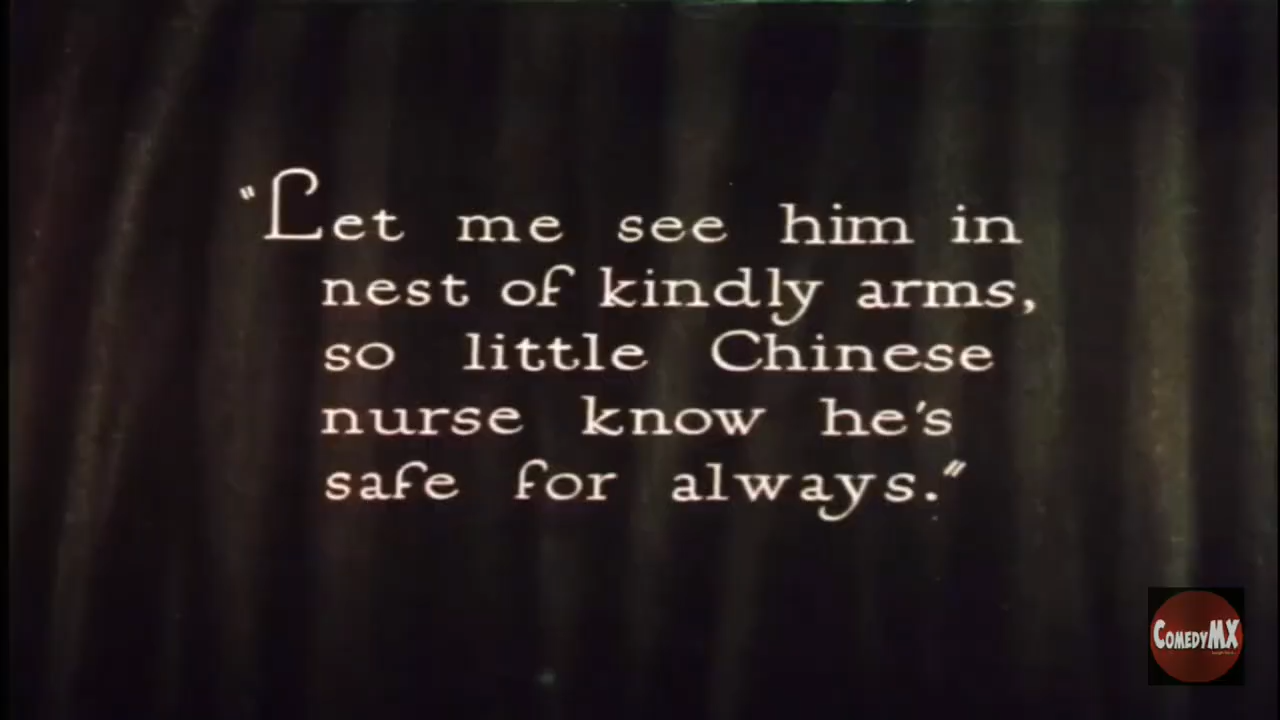 "Let me see him in
nest of kindly arms,
so little Chinese
nurse know he's
safe for always."
COMEDYMX